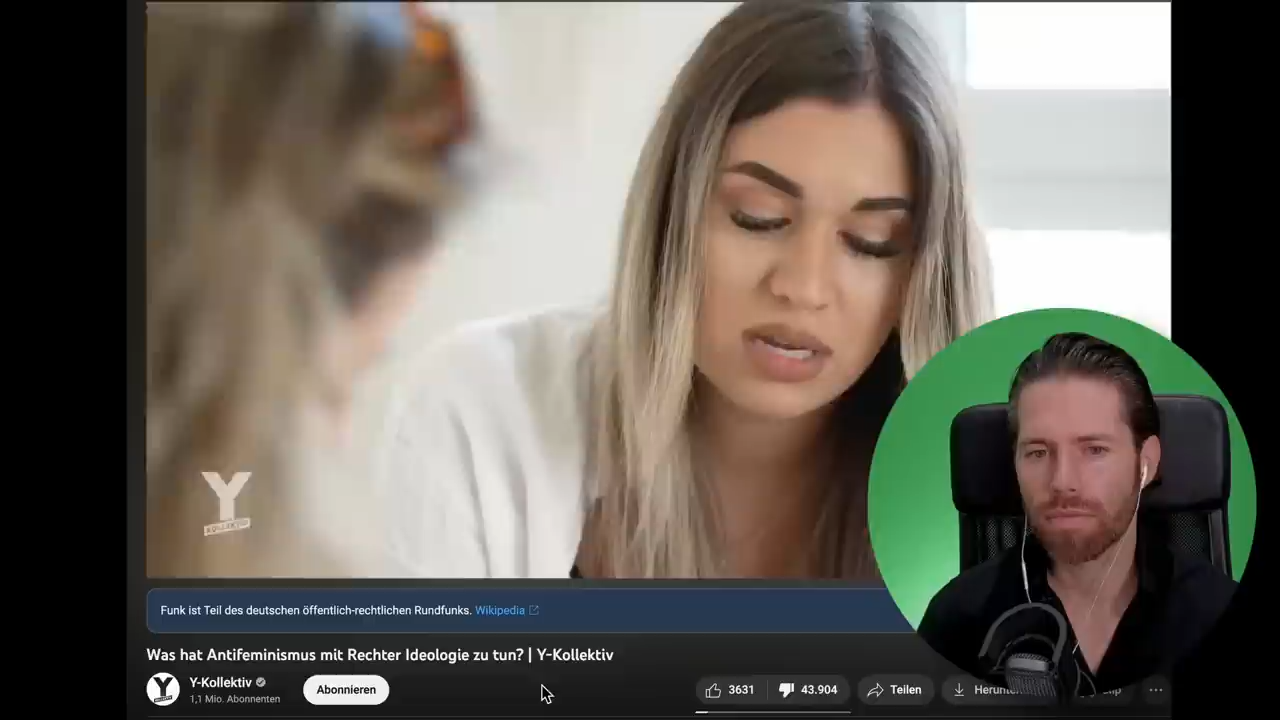 Y
KOLLEKTIV
Funk ist Teil des deutschen öffentlich-rechtlichen Rundfunks. Wikipedia
Was hat Antifeminismus mit Rechter Ideologie zu tun? | Y-Kollektiv
Y-Kollektiv
1,1 Mio. Abonnenten
Abonnieren
3631
43.904
Teilen